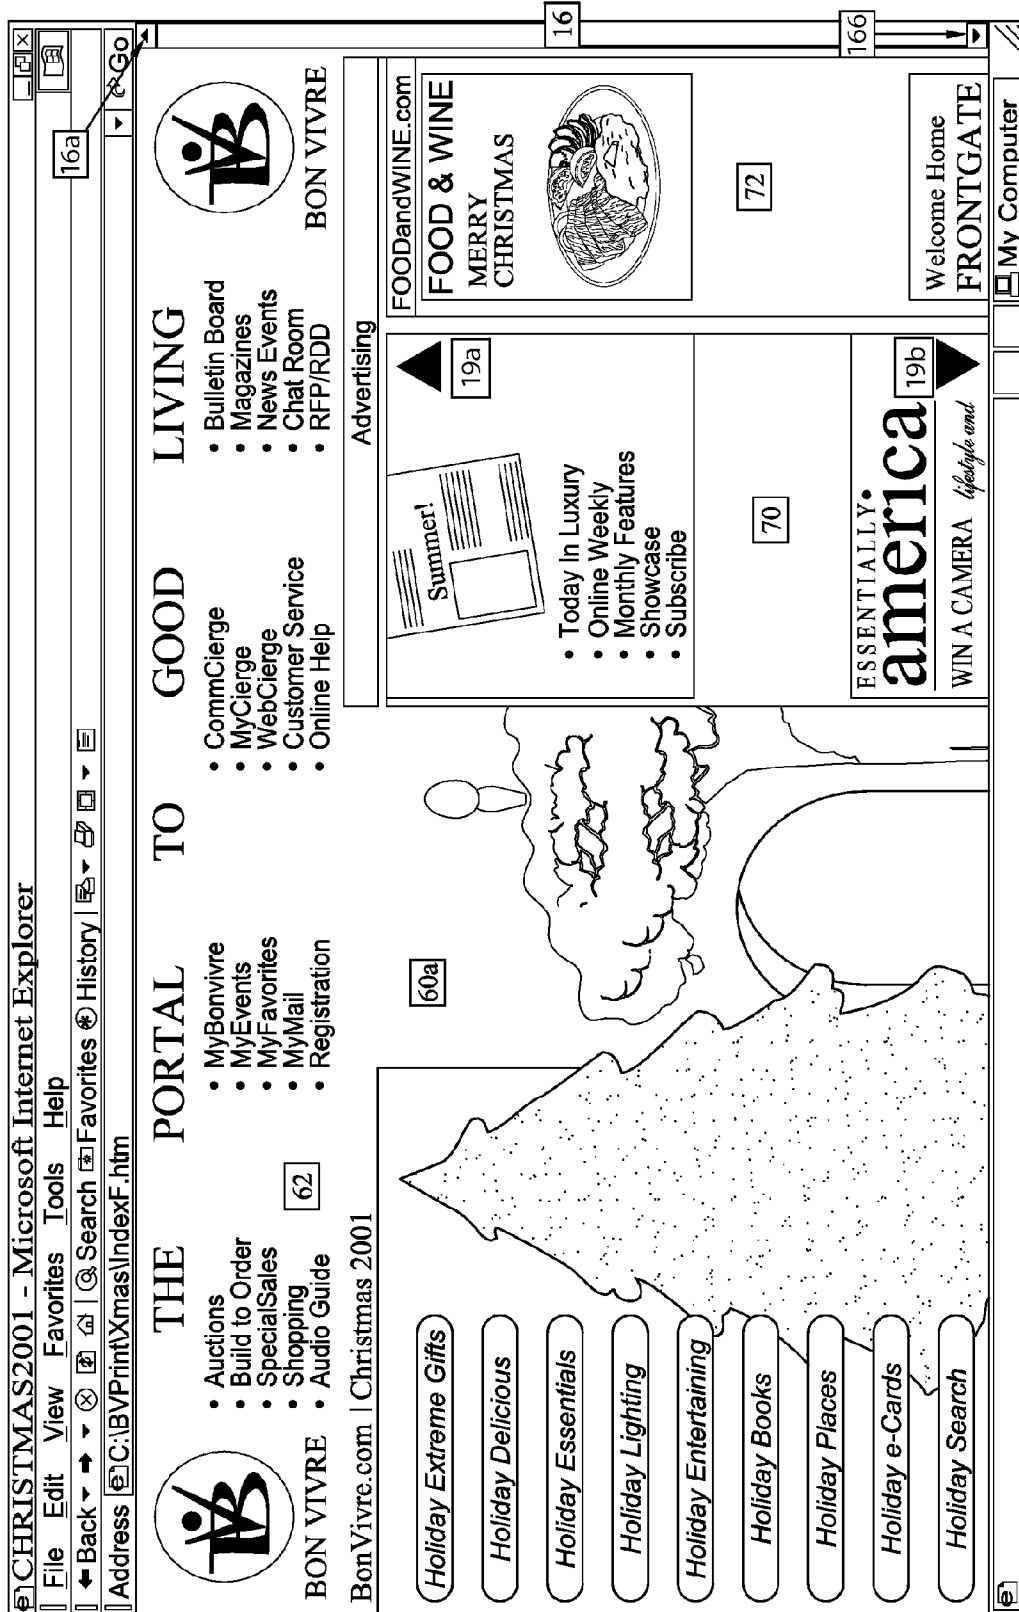 CHRISTMAS2001 - Microsoft Internet Explorer
File Edit View Favorites Tools Help
Back Search Favorites History
16a
Address C:\BVPrint\Xmas\IndexF.htm Go
THE PORTAL TO GOOD LIVING
BON VIVRE
• Auctions
• Build to Order
• SpecialSales
• Shopping
• Audio Guide
62
• MyBonvivre
• MyEvents
• MyFavorites
• MyMail
• Registration
• CommCierge
• MyCierge
• WebCierge
• Customer Service
• Online Help
• Bulletin Board
• Magazines
• News Events
• Chat Room
• RFP/RDD
BON VIVRE
BonVivre.com | Christmas 2001
Advertising
Holiday Extreme Gifts
Holiday Delicious
Holiday Essentials
Holiday Lighting
Holiday Entertaining
Holiday Books
Holiday Places
Holiday e-Cards
Holiday Search
60a
Summer!
19a
• Today In Luxury
• Online Weekly
• Monthly Features
• Showcase
• Subscribe
70
ESSENTIALLY•
america
19b
WIN A CAMERA lifestyle and
FOODandWINE.com
FOOD & WINE
MERRY
CHRISTMAS
72
Welcome Home
FRONTGATE
16
166
My Computer